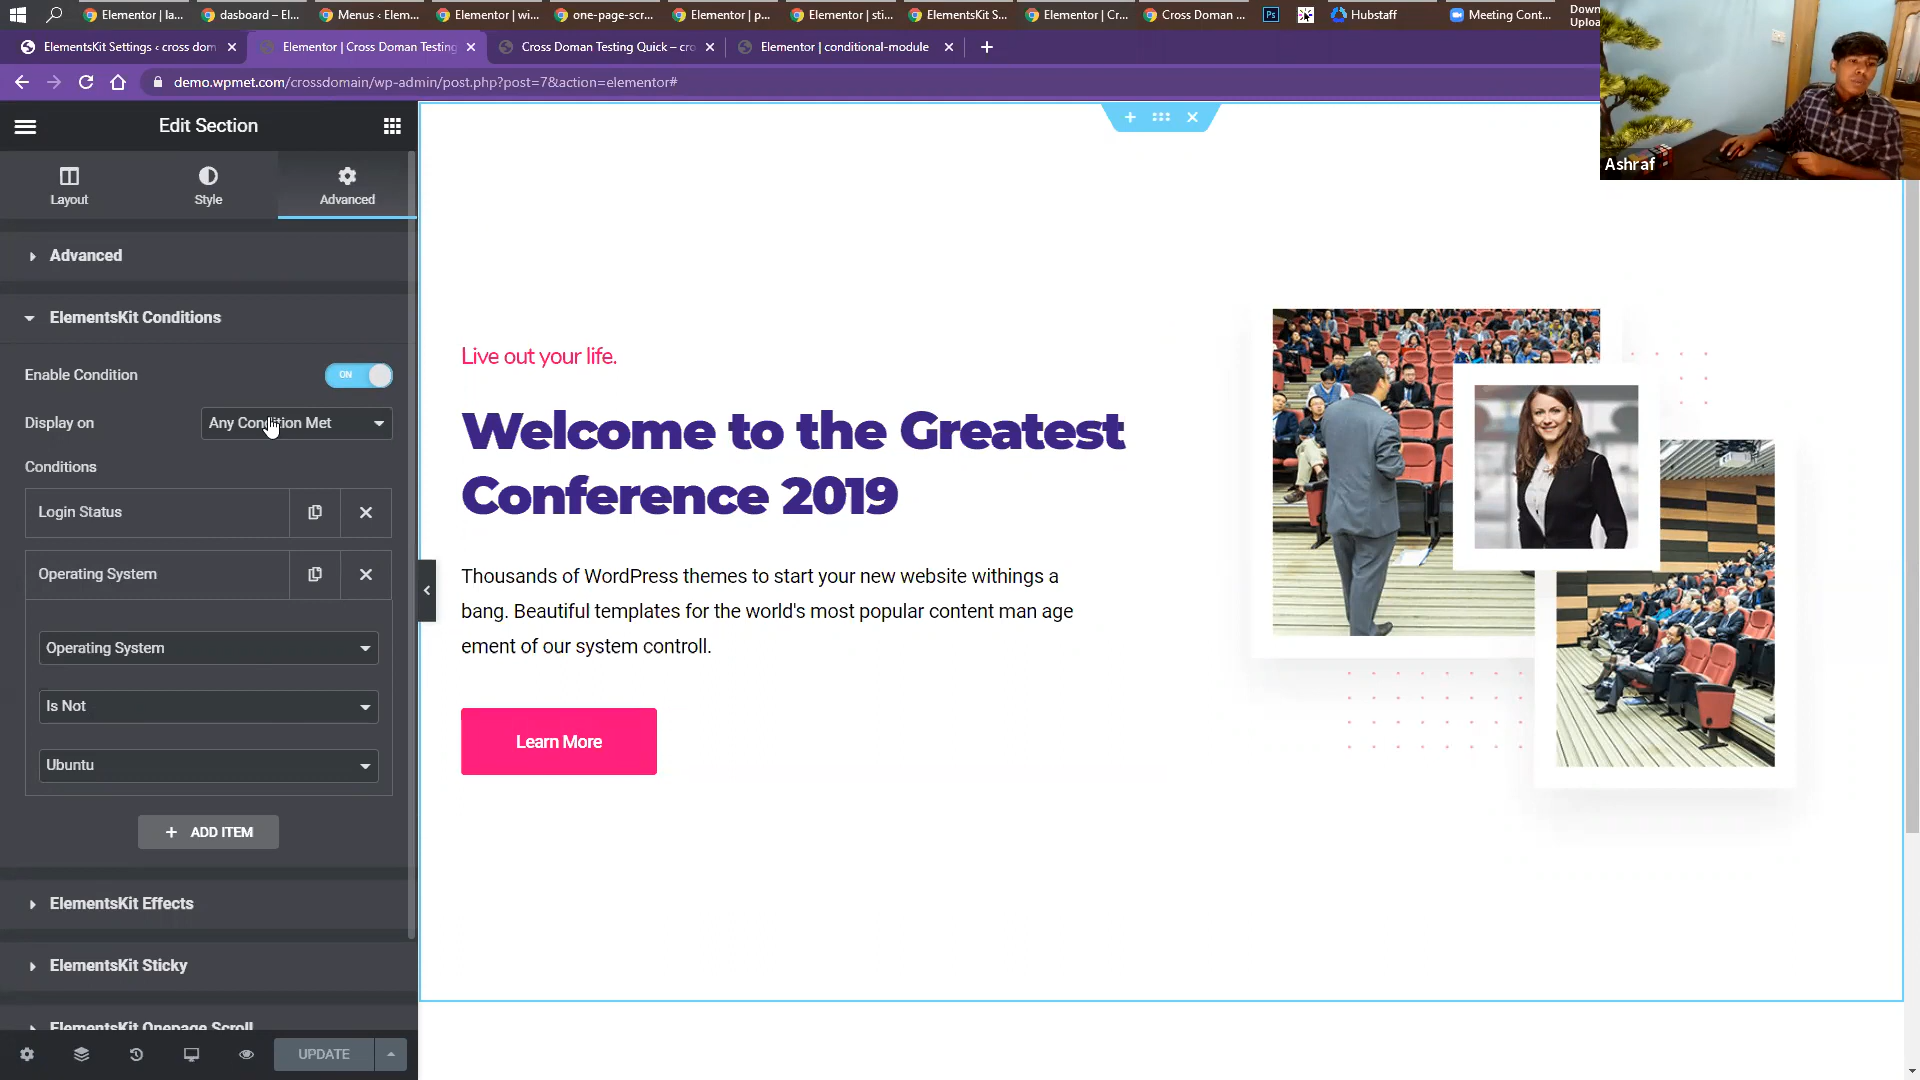 Elementor | la...
dasboard – El...
Menus ‹ Elem...
Elementor | wi...
one-page-scr...
Elementor | p...
Elementor | sti...
ElementsKit S...
Elementor | Cr...
Cross Doman ...
Ps
Hubstaff
Meeting Cont...
Down
Uploa
ElementsKit Settings ‹ cross dom
Elementor | Cross Doman Testing
Cross Doman Testing Quick – cro
Elementor | conditional-module
demo.wpmet.com/crossdomain/wp-admin/post.php?post=7&action=elementor#
Ashraf
Edit Section
Layout
Style
Advanced
Advanced
ElementsKit Conditions
Enable Condition
ON
Display on
Any Condition Met
Conditions
Login Status
Operating System
Operating System
Is Not
Ubuntu
+ ADD ITEM
ElementsKit Effects
ElementsKit Sticky
ElementsKit Onepage Scroll
UPDATE
Live out your life.
Welcome to the Greatest
Conference 2019
Thousands of WordPress themes to start your new website withings a
bang. Beautiful templates for the world's most popular content man age
ement of our system controll.
Learn More